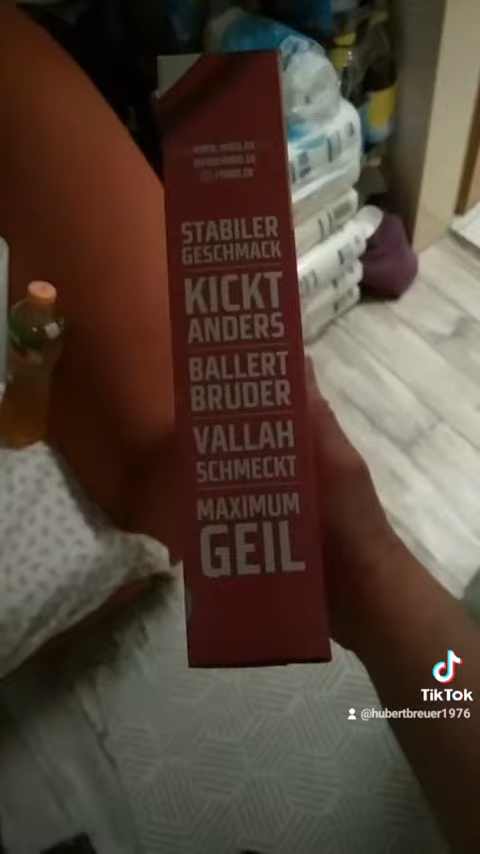 STABILER
GESCHMACK
KICKT
ANDERS
BALLERT
BRUDER
VALLAH
SCHMECKT
MAXIMUM
GEIL
TikTok
@hubertbreuer1976